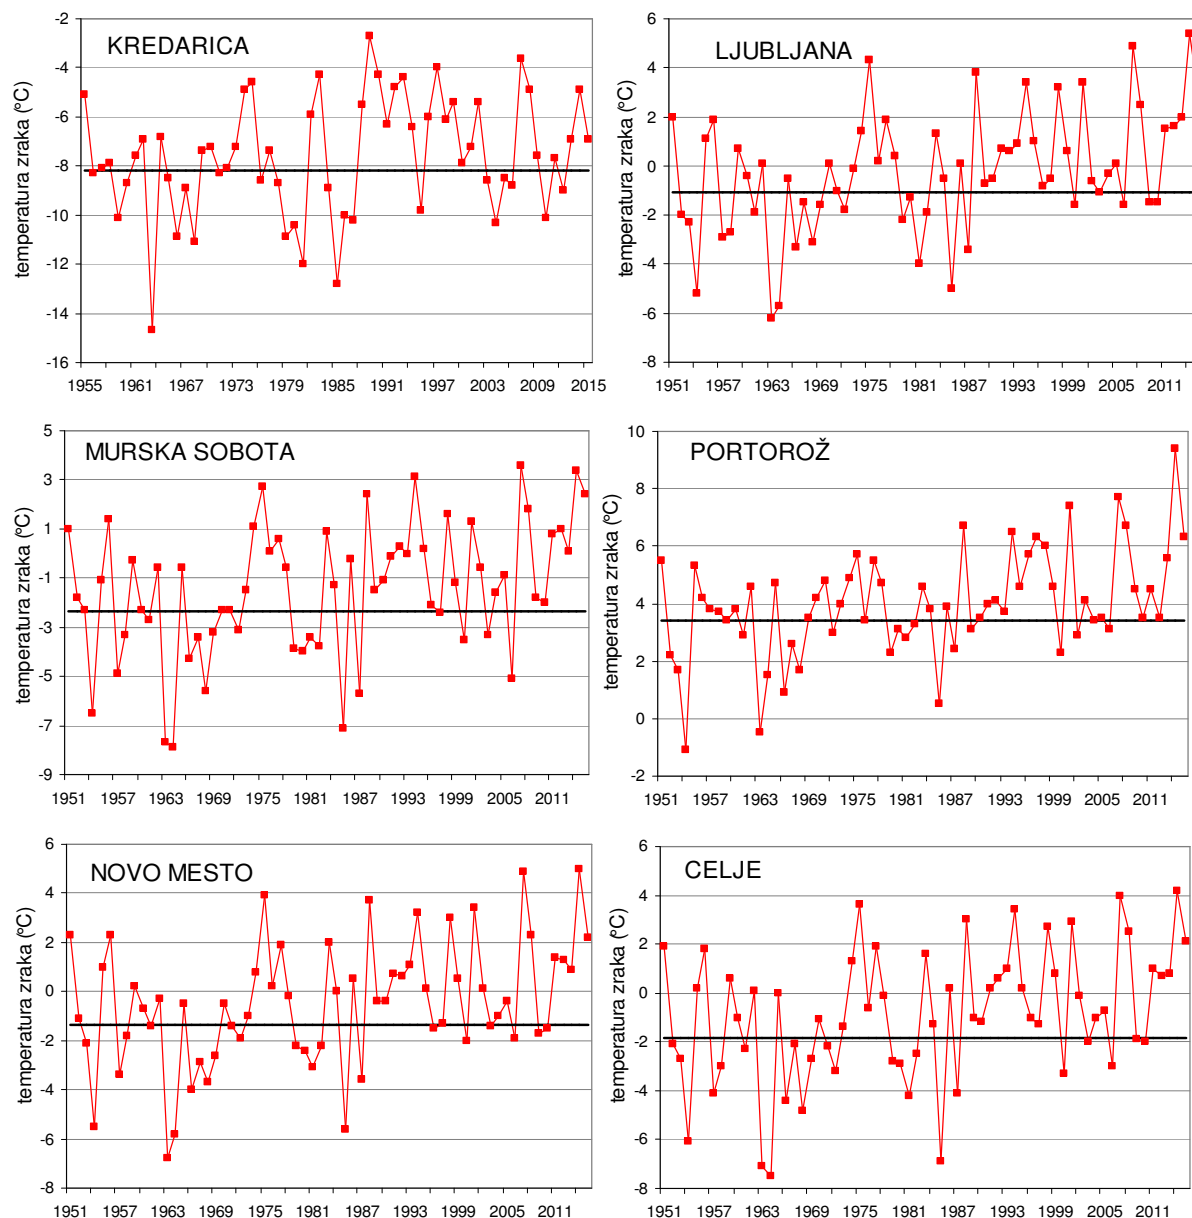 KREDARICA
temperatura zraka (°C)
-2
-4
-6
-8
-10
-12
-14
-16
1955 1961 1967 1973 1979 1985 1991 1997 2003 2009 2015
LJUBLJANA
temperatura zraka (°C)
6
4
2
0
-2
-4
-6
-8
1951 1957 1963 1969 1975 1981 1987 1993 1999 2005 2011
MURSKA SOBOTA
temperatura zraka (°C)
5
3
1
-1
-3
-5
-7
-9
1951 1957 1963 1969 1975 1981 1987 1993 1999 2005 2011
PORTOROŽ
temperatura zraka (°C)
10
8
6
4
2
0
-2
1951 1957 1963 1969 1975 1981 1987 1993 1999 2005 2011
NOVO MESTO
temperatura zraka (°C)
6
4
2
0
-2
-4
-6
-8
1951 1957 1963 1969 1975 1981 1987 1993 1999 2005 2011
CELJE
temperatura zraka (°C)
6
4
2
0
-2
-4
-6
-8
1951 1957 1963 1969 1975 1981 1987 1993 1999 2005 2011